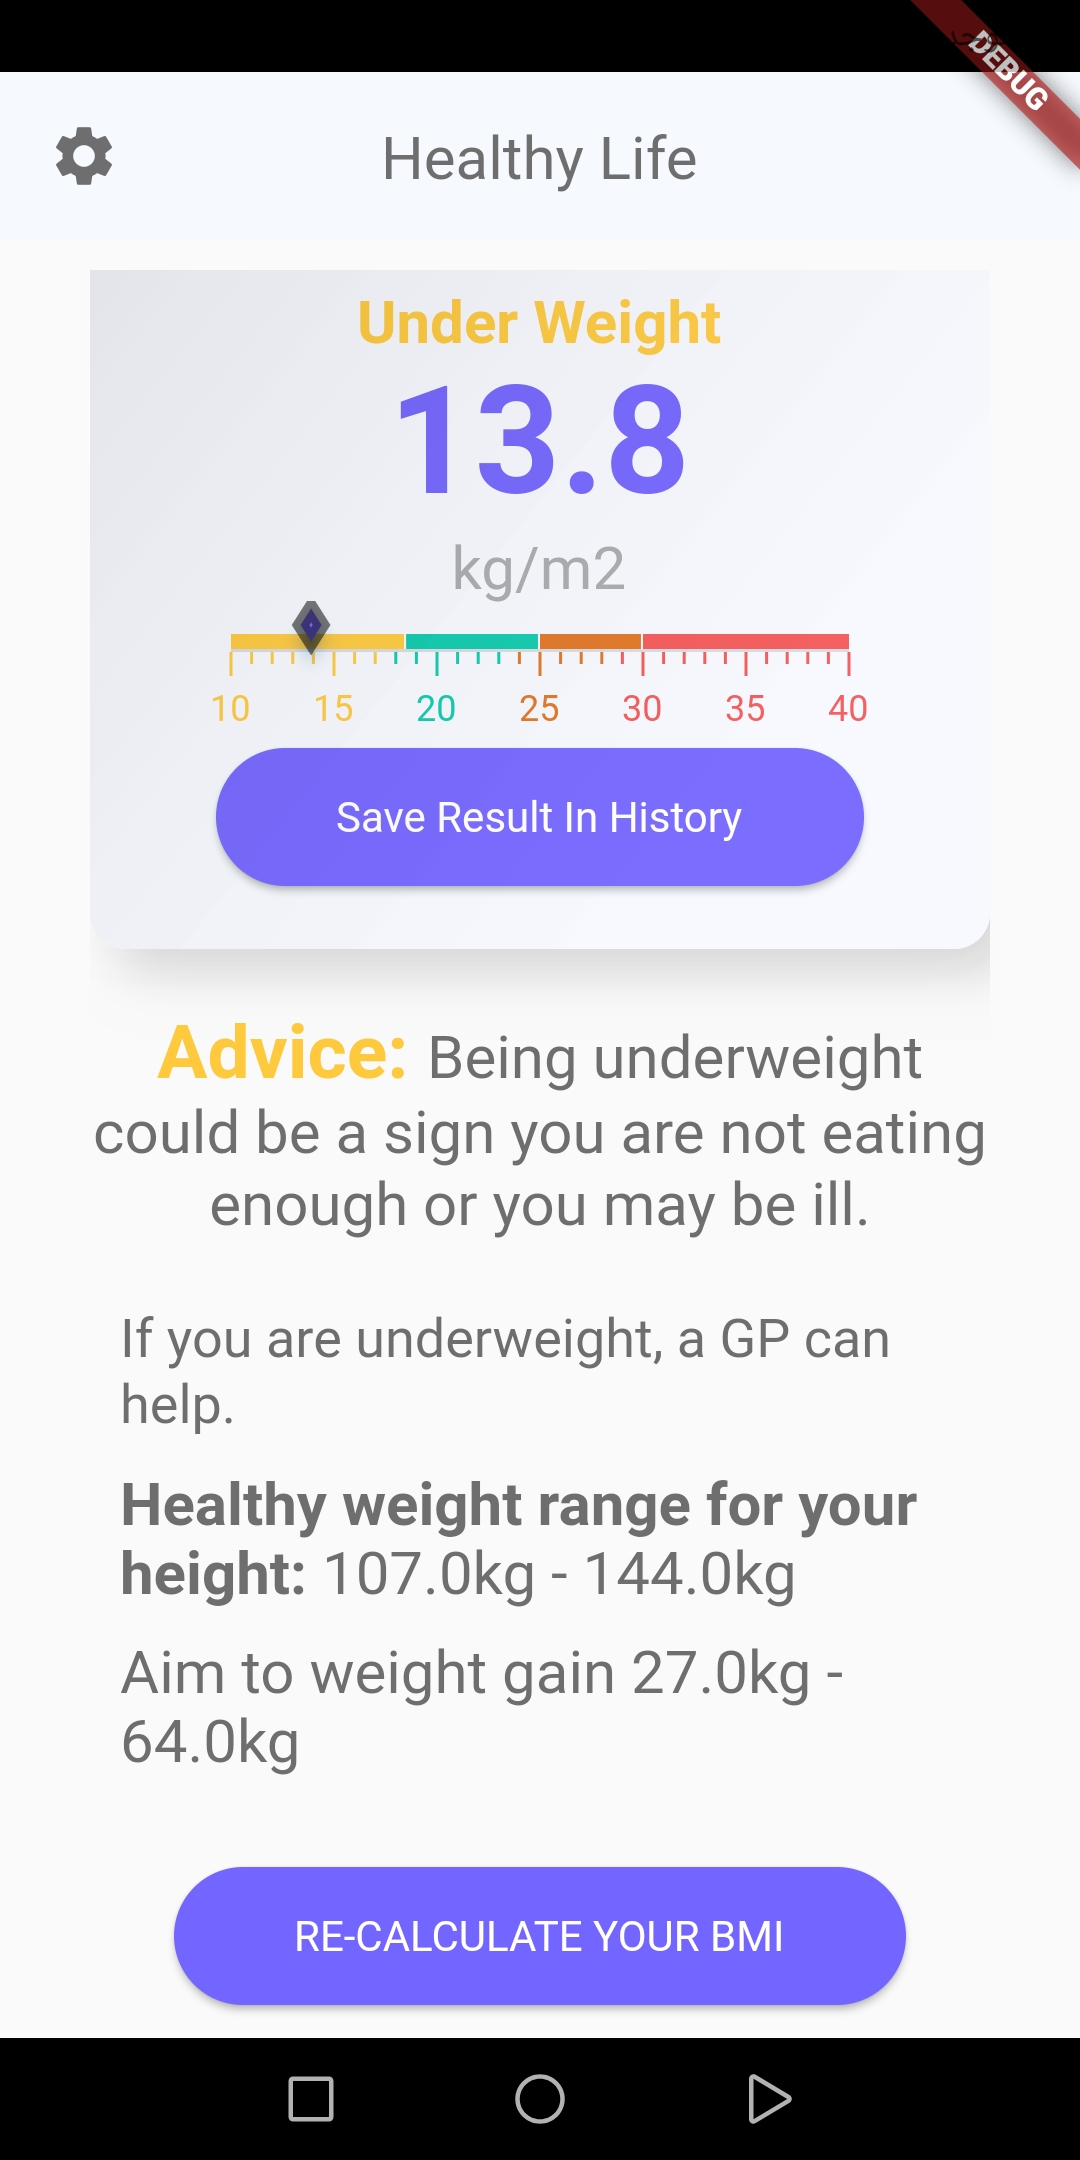 DEBUG
Healthy Life
Under Weight
13.8
kg/m2
10 15 20 25 30 35 40
Save Result In History
Advice: Being underweight
could be a sign you are not eating
enough or you may be ill.
If you are underweight, a GP can
help.
Healthy weight range for your
height: 107.0kg - 144.0kg
Aim to weight gain 27.0kg -
64.0kg
RE-CALCULATE YOUR BMI